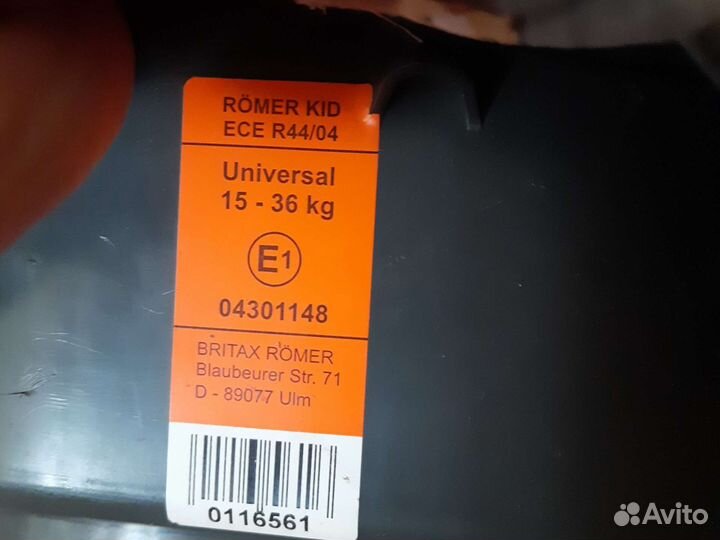 RÖMER KID
ECE R44/04
Universal
15 - 36 kg
E1
04301148
BRITAX RÖMER
Blaubeurer Str. 71
D - 89077 Ulm
0116561
Avito